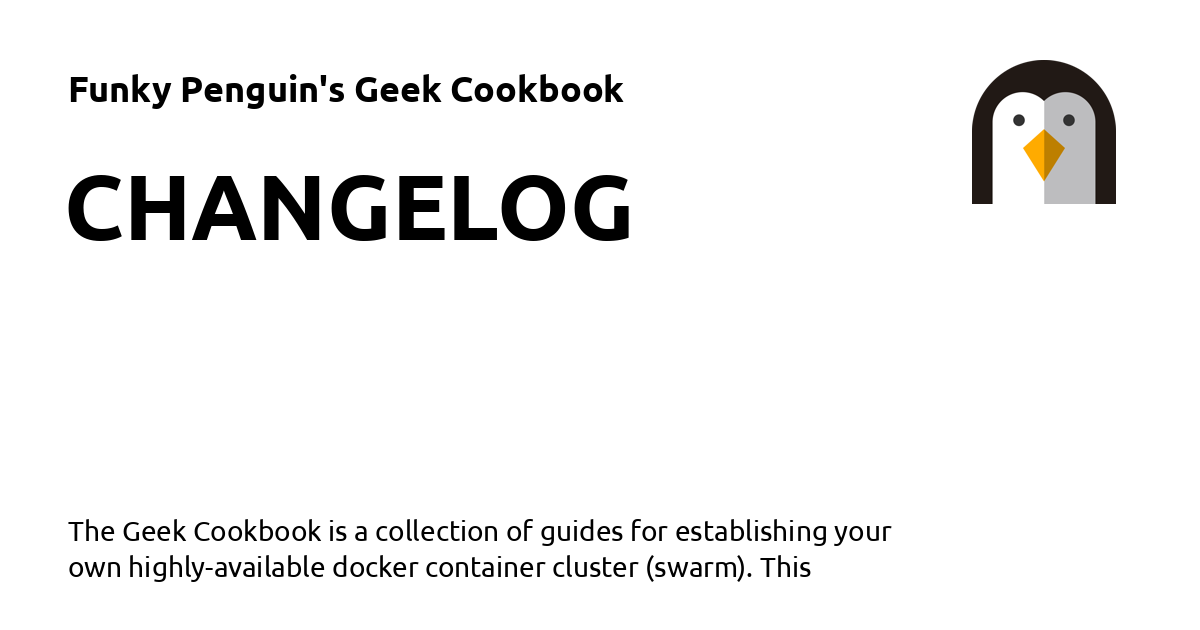 Funky Penguin's Geek Cookbook
CHANGELOG
The Geek Cookbook is a collection of guides for establishing your
own highly-available docker container cluster (swarm). This